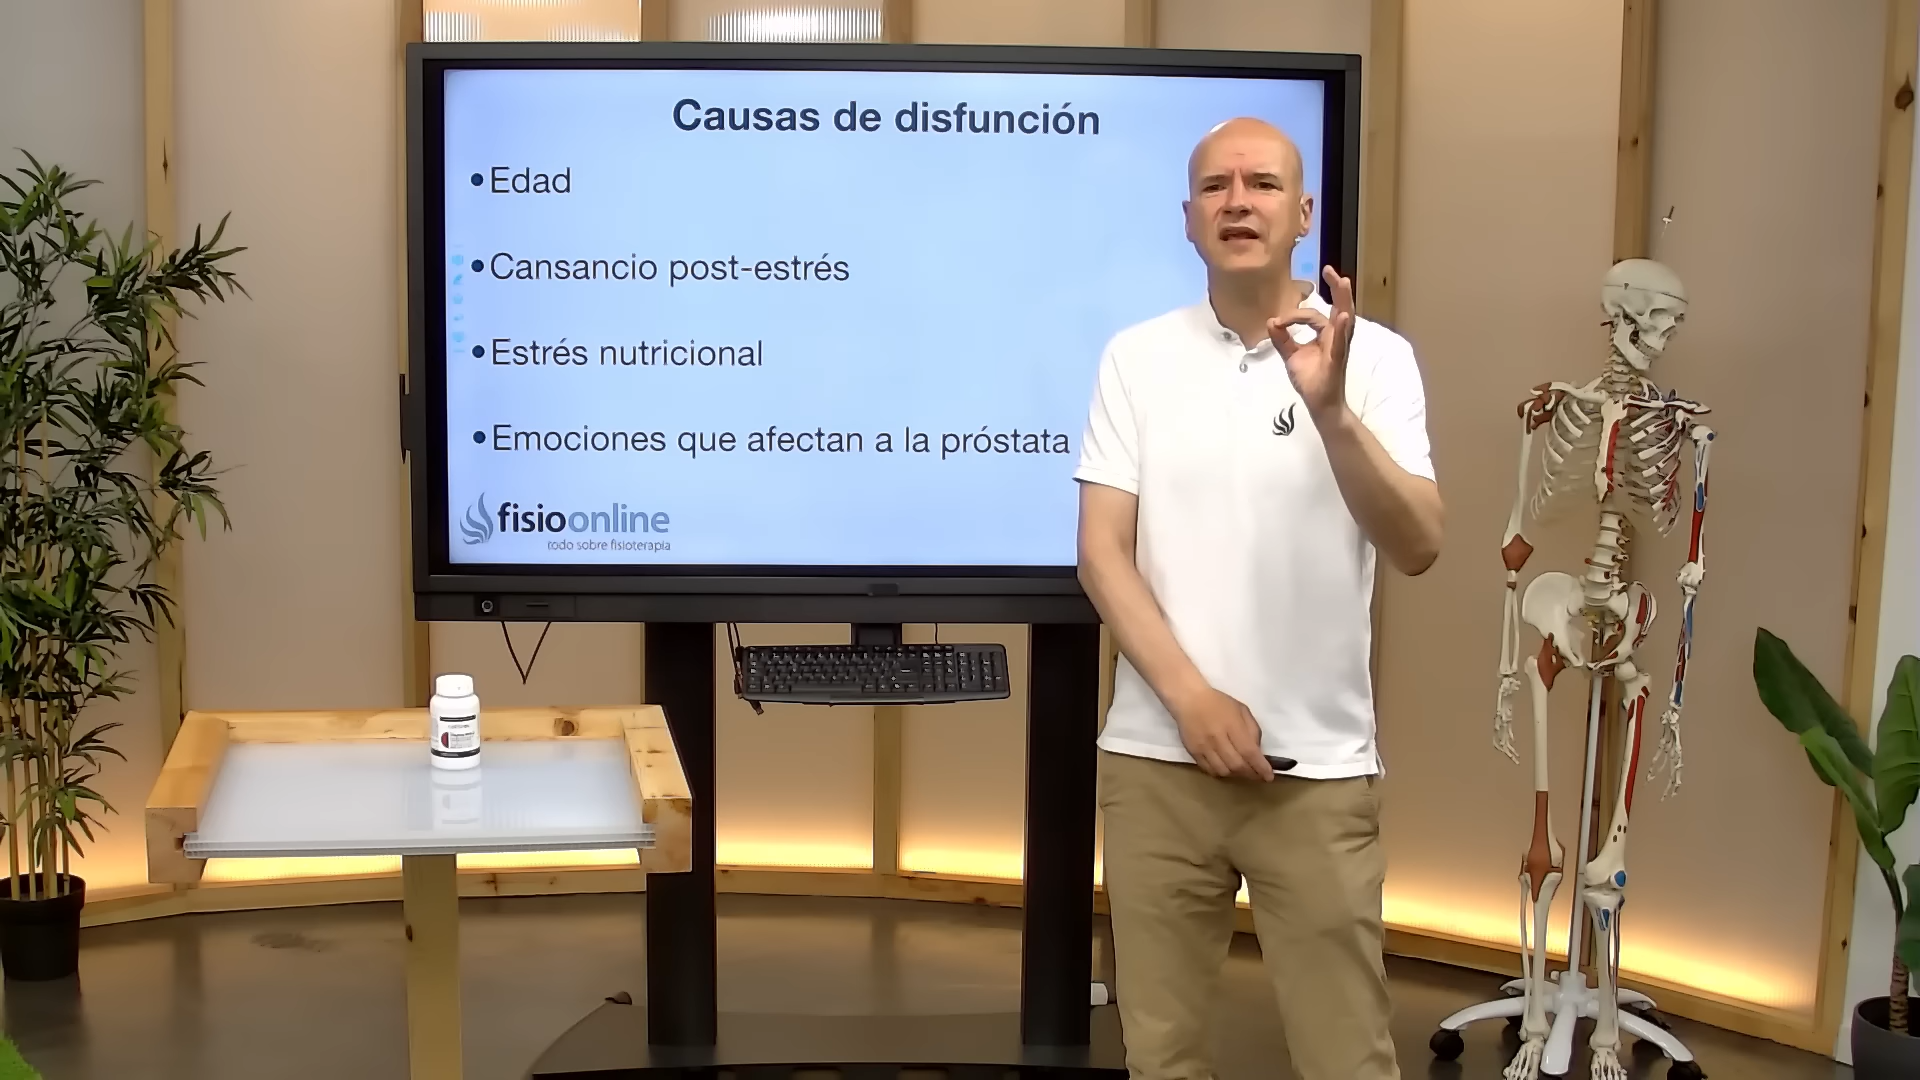 Causas de disfunción
•Edad
•Cansancio post-estrés
•Estrés nutricional
•Emociones que afectan a la próstata
fisioonline
todo sobre fisioterapia